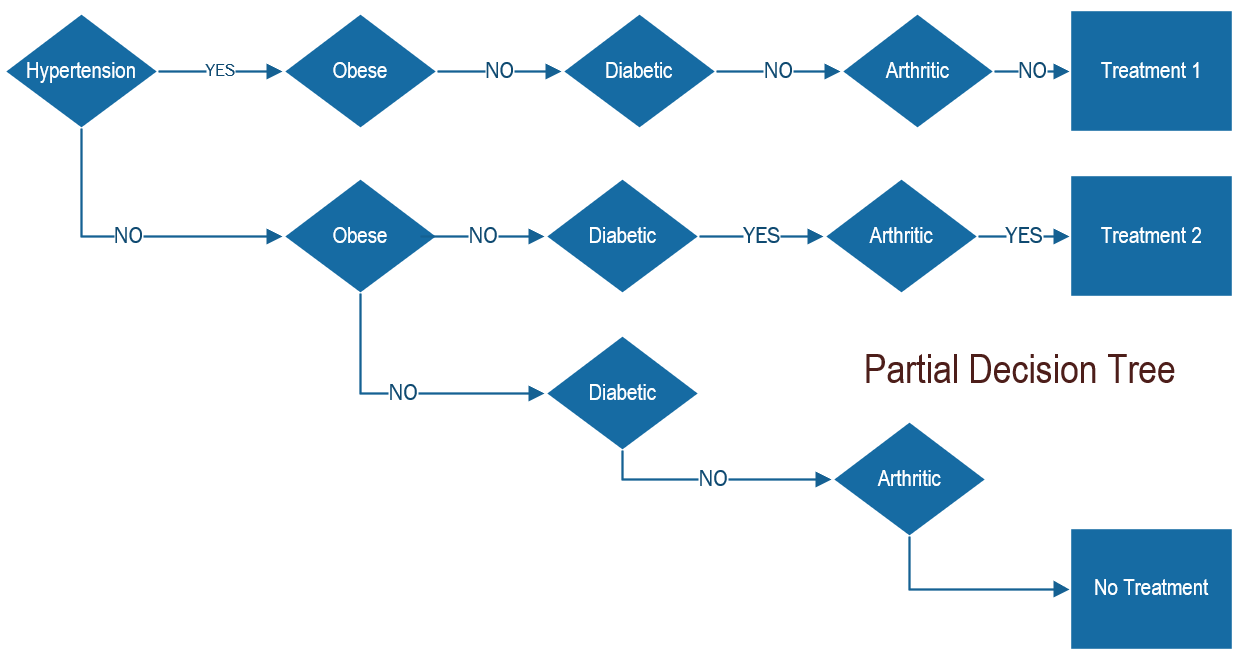 Hypertension
YES
Obese
NO
Diabetic
NO
Arthritic
NO
Treatment 1
NO
Obese
NO
Diabetic
YES
Arthritic
YES
Treatment 2
Partial Decision Tree
NO
Diabetic
NO
Arthritic
No Treatment